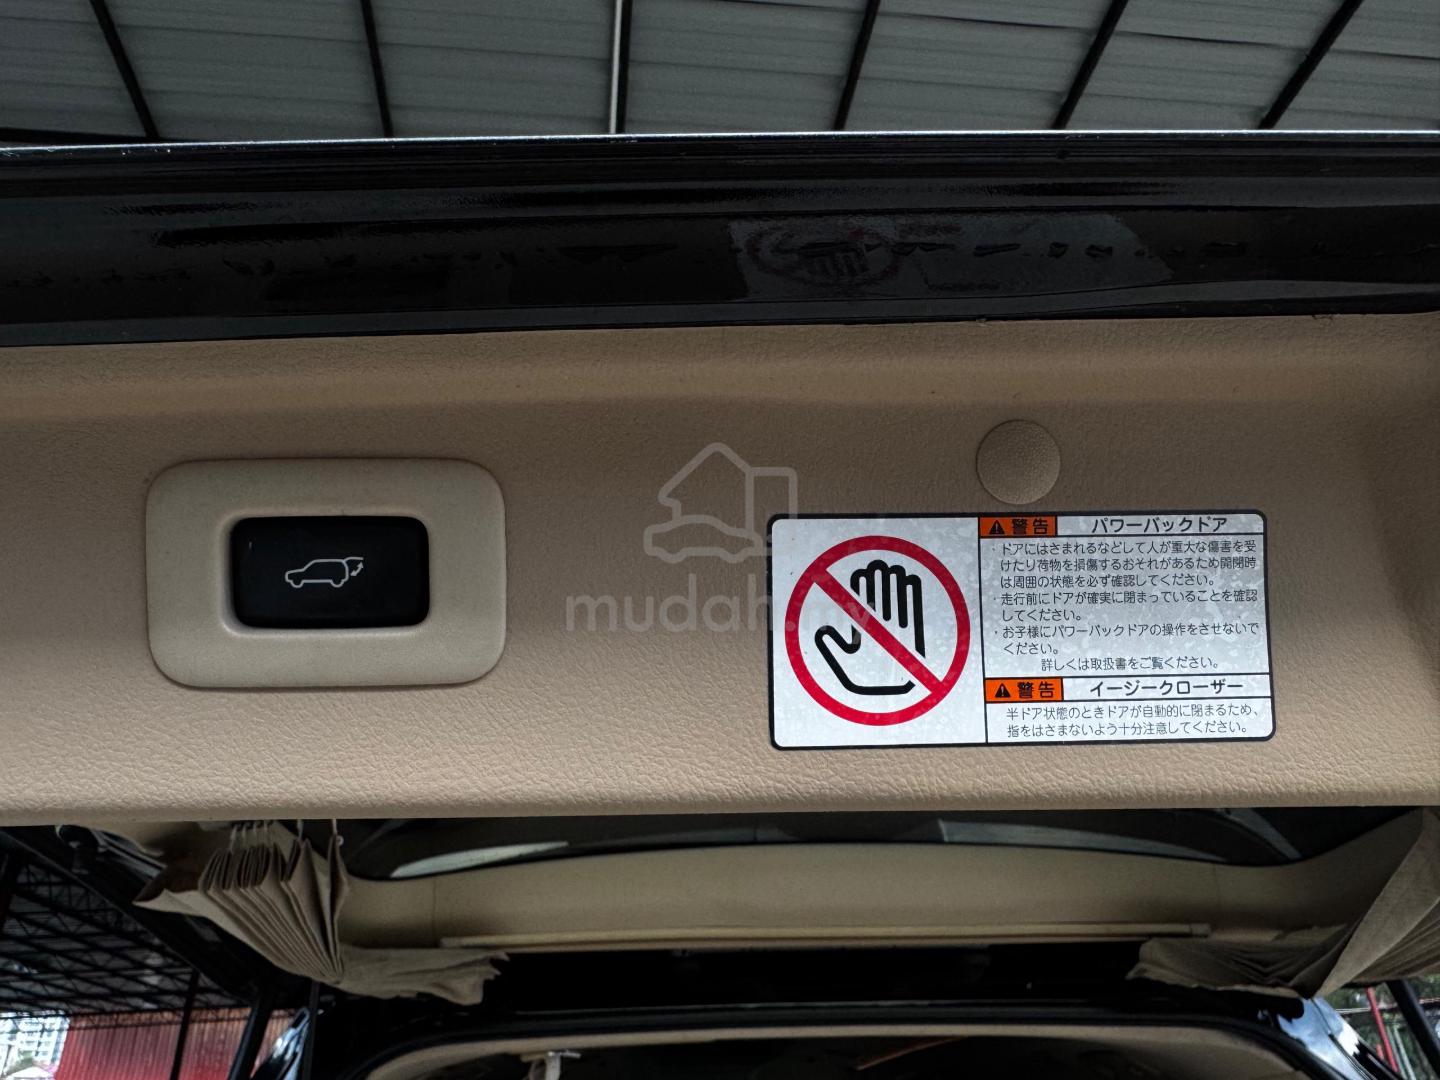 mudah.my
警告 パワーバックドア
・ドアにはさまれるなどして人が重大な傷害を受
けたり荷物を損傷するおそれがあるため開閉時
は周囲の状態を必ず確認してください。
・走行前にドアが確実に閉まっていることを確認
してください。
・お子様にパワーバックドアの操作をさせないで
ください。
詳しくは取扱書をご覧ください。
警告 イージークローザー
半ドア状態のときドアが自動的に閉まるため、
指をはさまないよう十分注意してください。